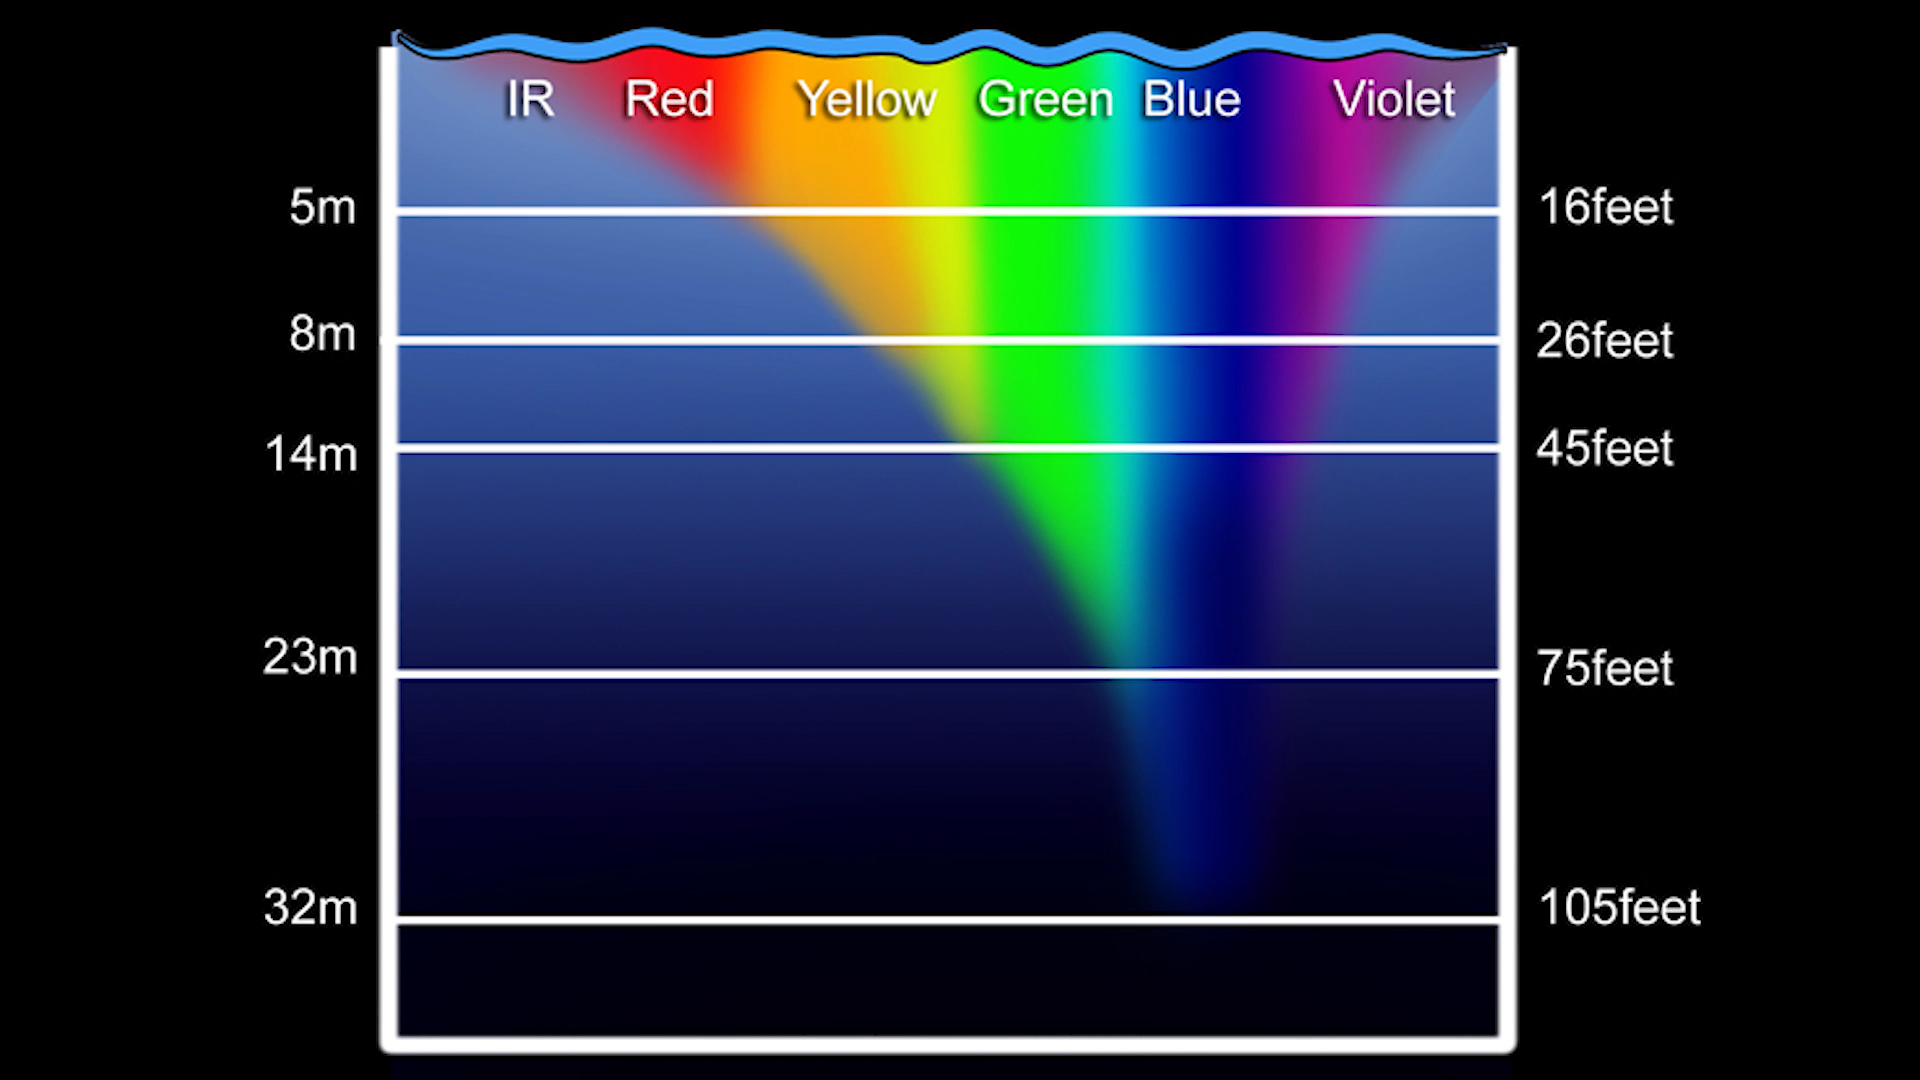 IR Red Yellow Green Blue Violet
5m 16feet
8m 26feet
14m 45feet
23m 75feet
32m 105feet